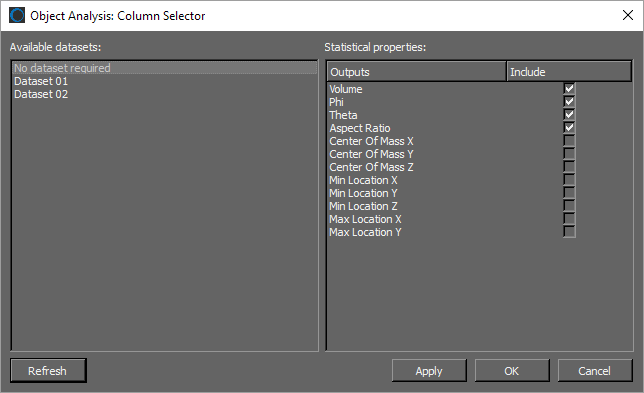 Object Analysis: Column Selector
Available datasets:
No dataset required
Dataset 01
Dataset 02
Statistical properties:
Outputs Include
Volume
Phi
Theta
Aspect Ratio
Center Of Mass X
Center Of Mass Y
Center Of Mass Z
Min Location X
Min Location Y
Min Location Z
Max Location X
Max Location Y
Refresh Apply OK Cancel